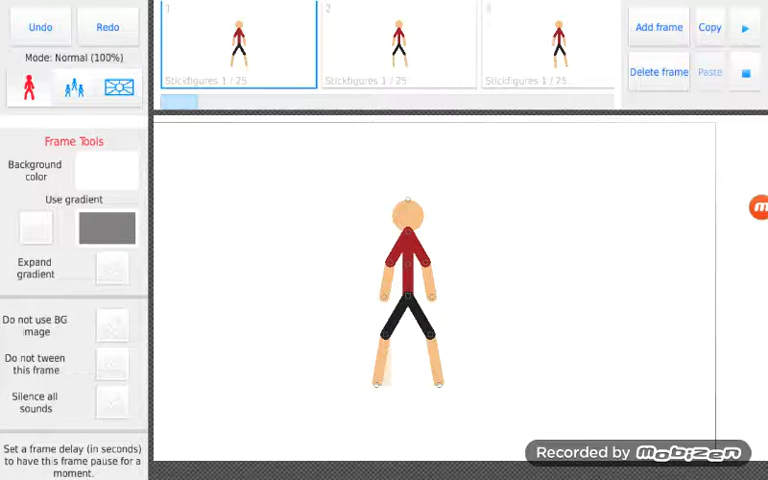 Undo
Redo
Mode: Normal (100%)
Frame Tools
Background
color
Use gradient
Expand
gradient
Do not use BG
image
Do not tween
this frame
Silence all
sounds
Set a frame delay (in seconds)
to have this frame pause for a
moment.
1
Stickfigures 1 / 25
2
Stickfigures 1 / 25
3
Stickfigures 1 / 25
Add frame
Copy
Delete frame
Paste
m
Recorded by Mobizen